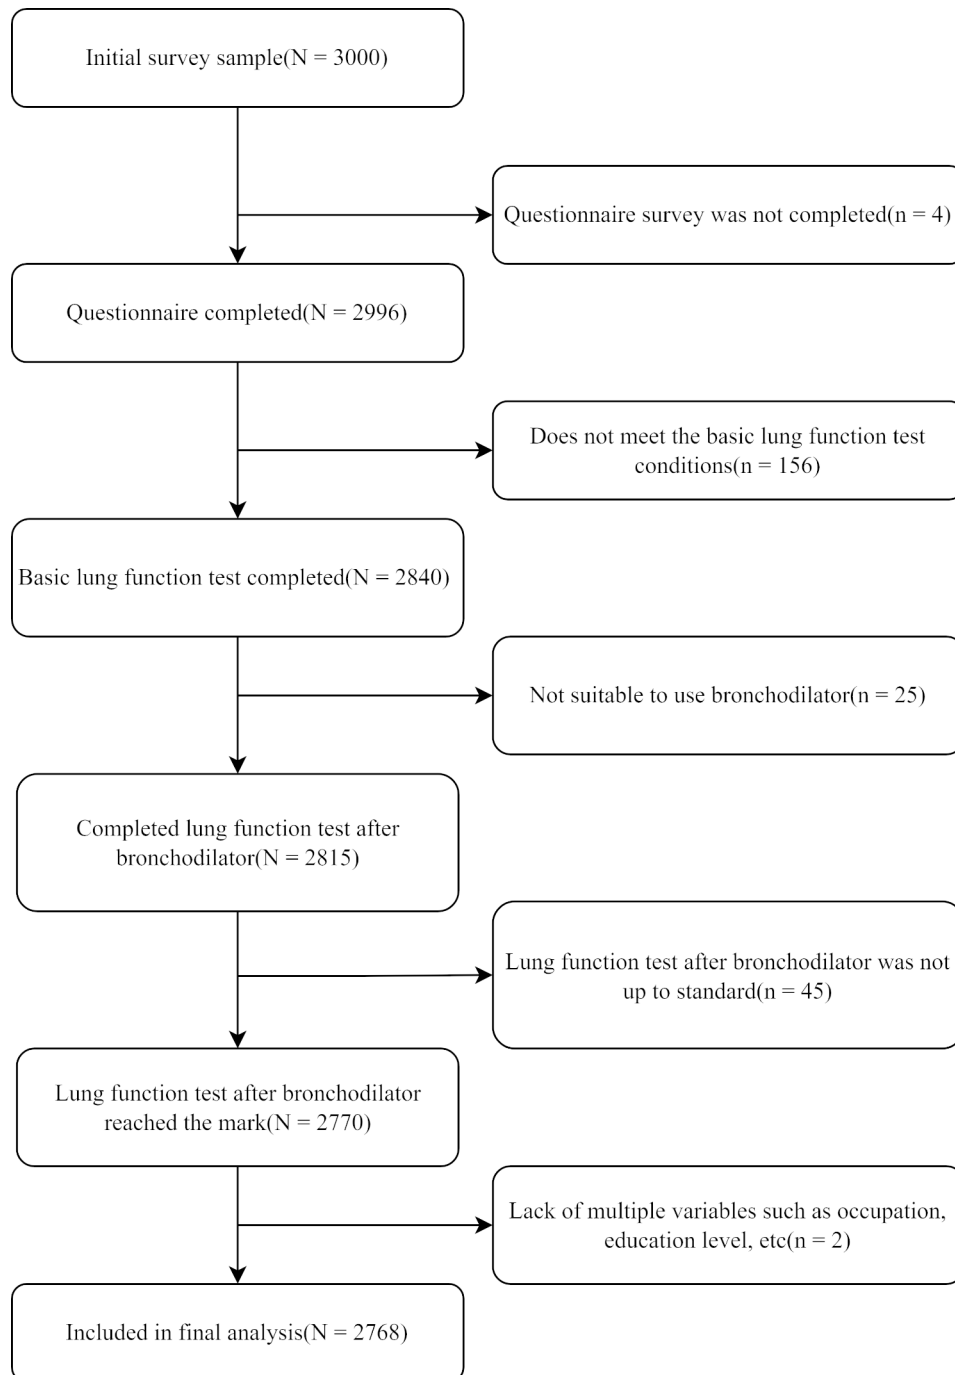 Initial survey sample(N = 3000)
Questionnaire survey was not completed(n = 4)
Questionnaire completed(N = 2996)
Does not meet the basic lung function test
conditions(n = 156)
Basic lung function test completed(N = 2840)
Not suitable to use bronchodilator(n = 25)
Completed lung function test after
bronchodilator(N = 2815)
Lung function test after bronchodilator was not
up to standard(n = 45)
Lung function test after bronchodilator
reached the mark(N = 2770)
Lack of multiple variables such as occupation,
education level, etc(n = 2)
Included in final analysis(N = 2768)